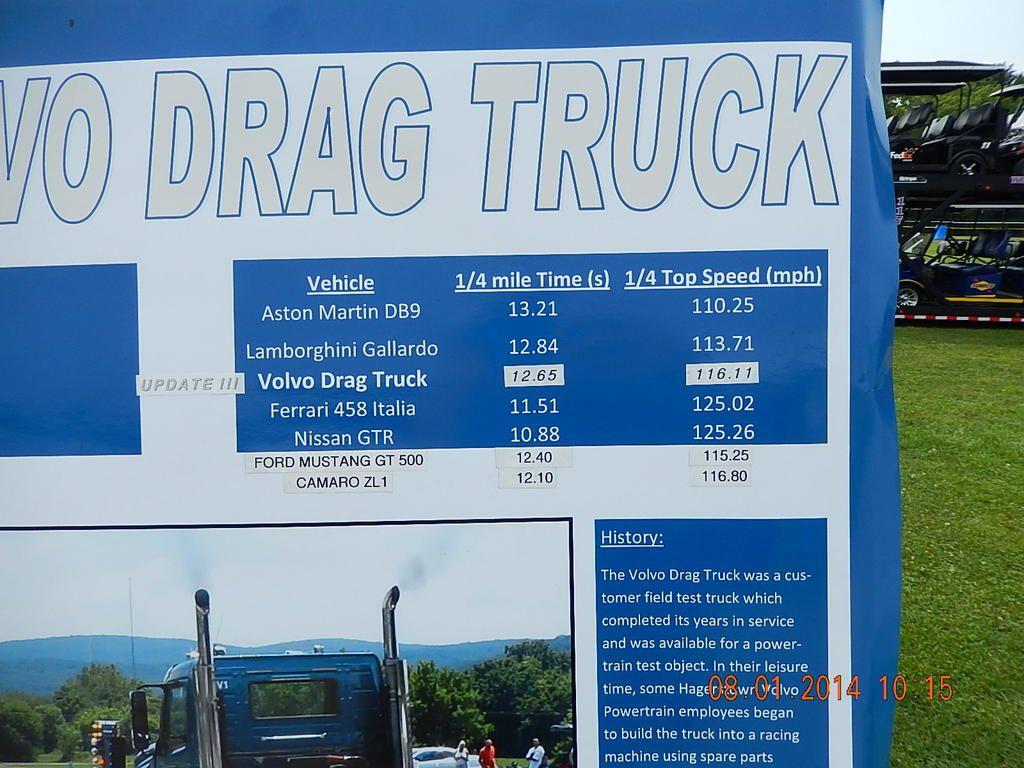 VO DRAG TRUCK
Vehicle 1/4 mile Time (s) 1/4 Top Speed (mph)
Aston Martin DB9 13.21 110.25
Lamborghini Gallardo 12.84 113.71
UPDATE !!! Volvo Drag Truck 12.65 116.11
Ferrari 458 Italia 11.51 125.02
Nissan GTR 10.88 125.26
FORD MUSTANG GT 500 12.40 115.25
CAMARO ZL1 12.10 116.80
History:
The Volvo Drag Truck was a cus-
tomer field test truck which
completed its years in service
and was available for a power-
train test object. In their leisure
time, some Hagerstown Volvo
Powertrain employees began
to build the truck into a racing
machine using spare parts
08.01.2014 10:15
FedEx